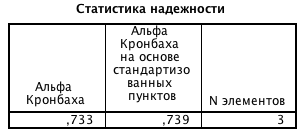 Статистика надежности
Альфа
Кронбаха
Альфа
Кронбаха
на основе
стандартизо
ванных
пунктов
N элементов
,733
,739
3